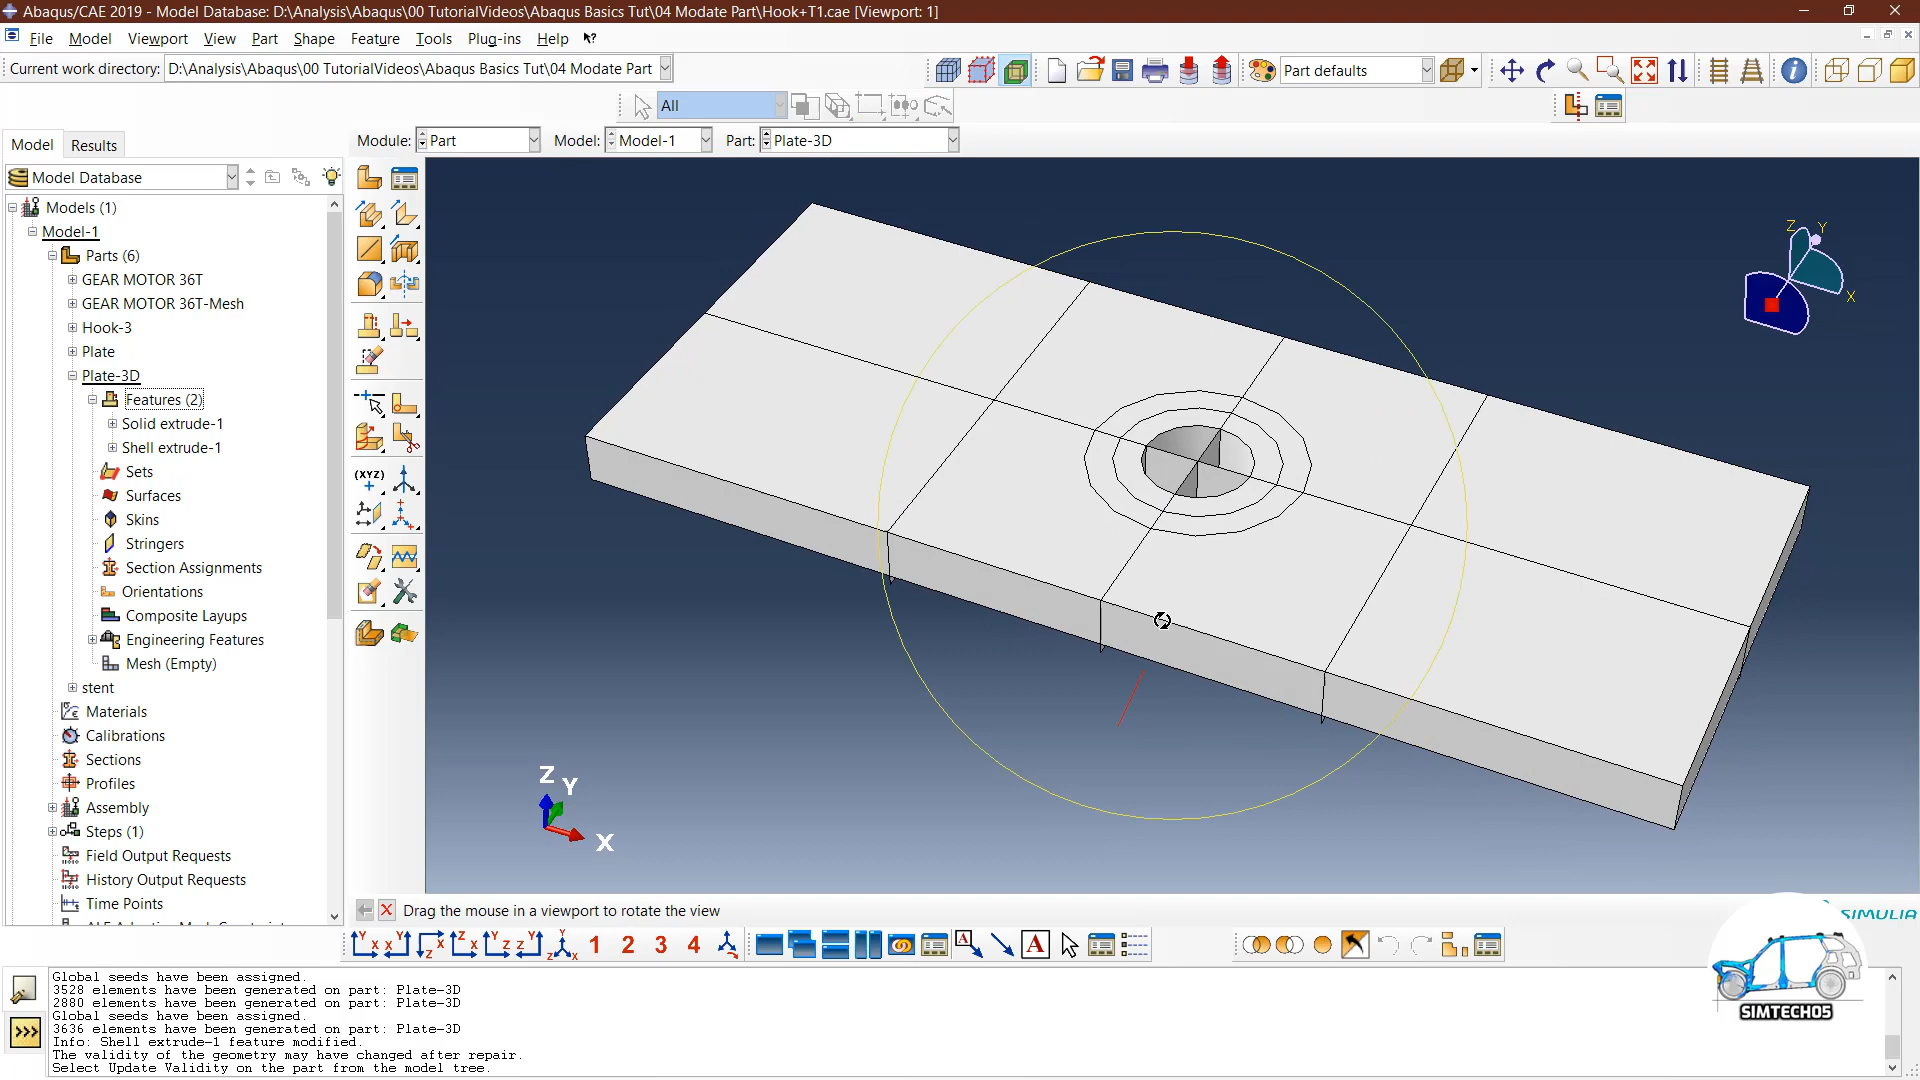 Abaqus/CAE 2019 - Model Database: D:\Analysis\Abaqus\00 TutorialVideos\Abaqus Basics Tut\04 Modate Part\Hook+T1.cae [Viewport: 1]
File Model Viewport View Part Shape Feature Tools Plug-ins Help
Current work directory: D:\Analysis\Abaqus\00 TutorialVideos\Abaqus Basics Tut\04 Modate Part
Part defaults
All
Model Results
Module: Part Model: Model-1 Part: Plate-3D
Model Database
Models (1)
Model-1
Parts (6)
GEAR MOTOR 36T
GEAR MOTOR 36T-Mesh
Hook-3
Plate
Plate-3D
Features (2)
Solid extrude-1
Shell extrude-1
Sets
Surfaces
Skins
Stringers
Section Assignments
Orientations
Composite Layups
Engineering Features
Mesh (Empty)
stent
Materials
Calibrations
Sections
Profiles
Assembly
Steps (1)
Field Output Requests
History Output Requests
Time Points
(XYZ)
Z Y X
Z Y X
Drag the mouse in a viewport to rotate the view
SIMULIA
1 2 3 4
A A
Global seeds have been assigned.
3528 elements have been generated on part: Plate-3D
2880 elements have been generated on part: Plate-3D
Global seeds have been assigned.
3636 elements have been generated on part: Plate-3D
Info: Shell extrude-1 feature modified.
The validity of the geometry may have changed after repair.
Select Update Validity on the part from the model tree.
>>>
SIMTECH05